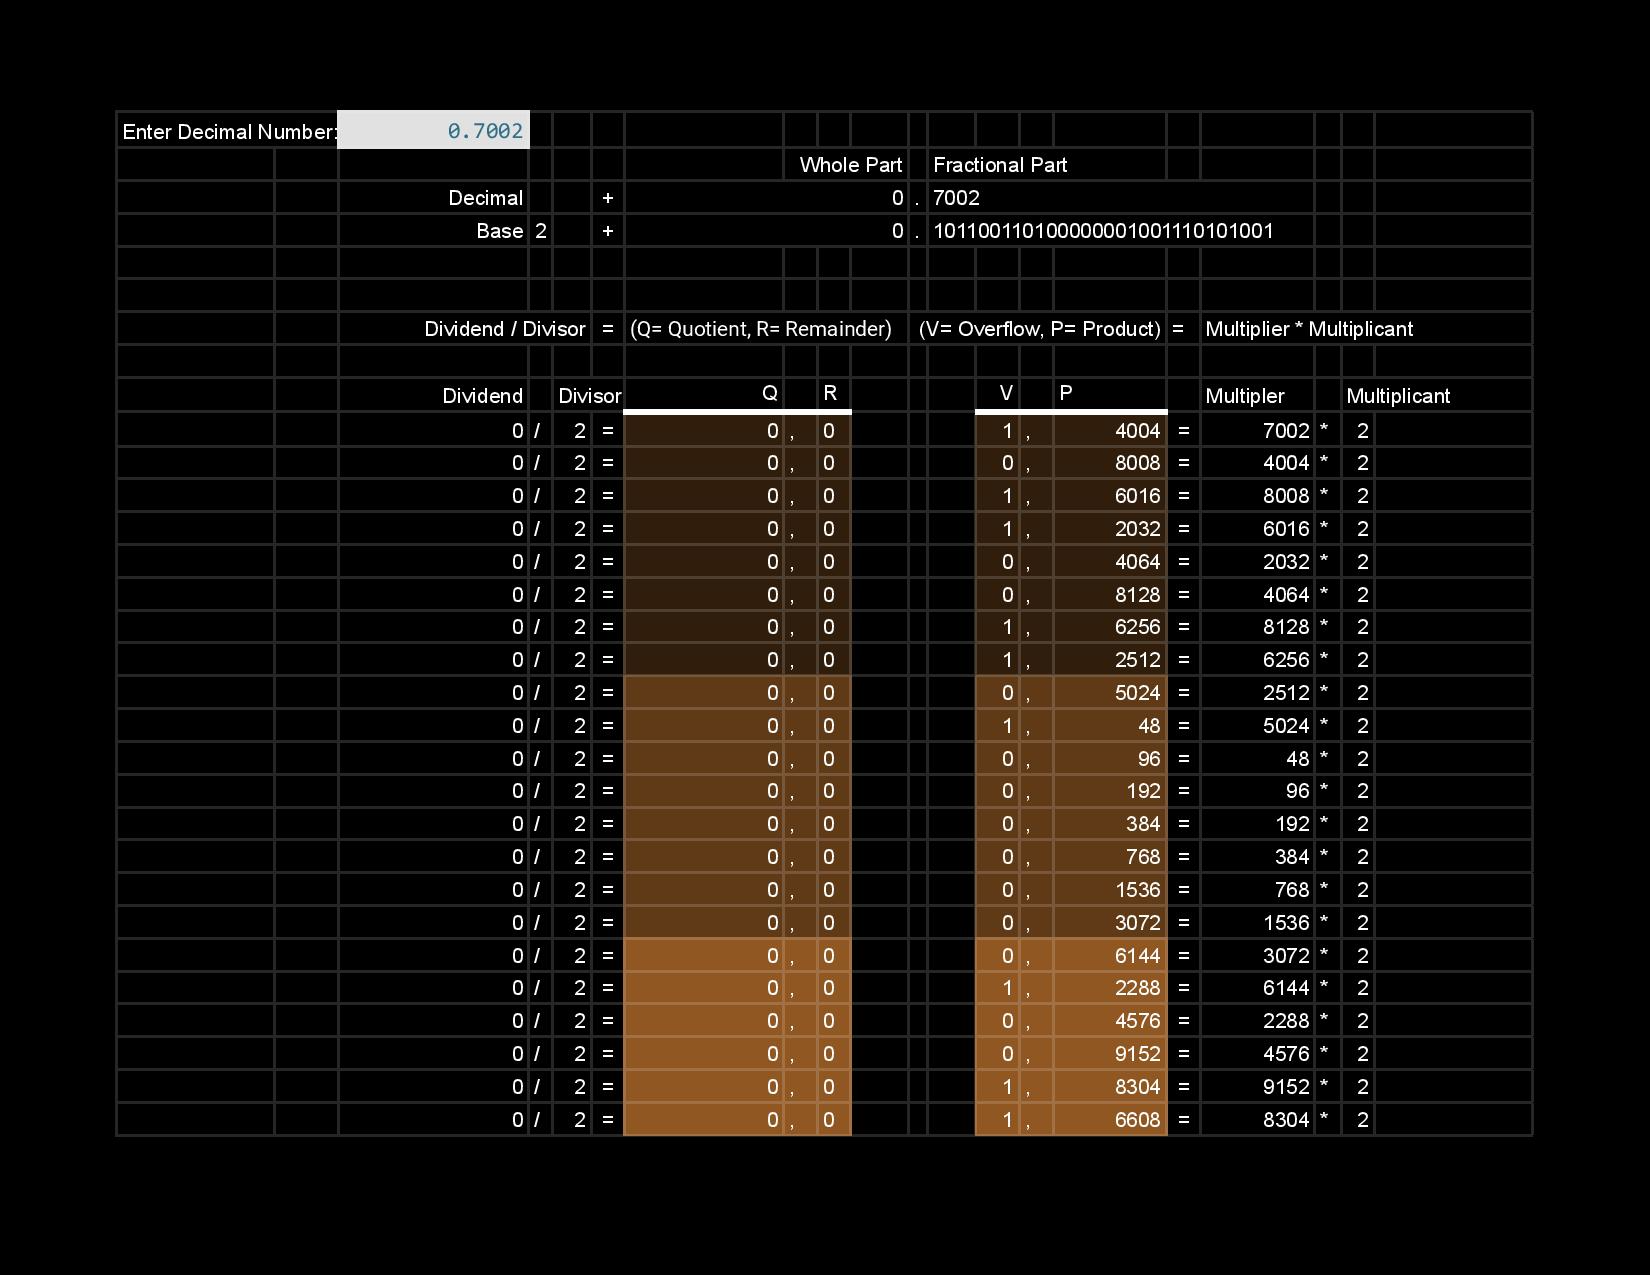 Enter Decimal Number: 0.7002
Whole Part Fractional Part
Decimal + 0 . 7002
Base 2 + 0 . 101100110100000001001110101001
Dividend / Divisor = (Q= Quotient, R= Remainder) (V= Overflow, P= Product) = Multiplier * Multiplicant
Dividend Divisor Q R V P Multipler Multiplicant
0 / 2 = 0 , 0 1 , 4004 = 7002 * 2
0 / 2 = 0 , 0 0 , 8008 = 4004 * 2
0 / 2 = 0 , 0 1 , 6016 = 8008 * 2
0 / 2 = 0 , 0 1 , 2032 = 6016 * 2
0 / 2 = 0 , 0 0 , 4064 = 2032 * 2
0 / 2 = 0 , 0 0 , 8128 = 4064 * 2
0 / 2 = 0 , 0 1 , 6256 = 8128 * 2
0 / 2 = 0 , 0 1 , 2512 = 6256 * 2
0 / 2 = 0 , 0 0 , 5024 = 2512 * 2
0 / 2 = 0 , 0 1 , 48 = 5024 * 2
0 / 2 = 0 , 0 0 , 96 = 48 * 2
0 / 2 = 0 , 0 0 , 192 = 96 * 2
0 / 2 = 0 , 0 0 , 384 = 192 * 2
0 / 2 = 0 , 0 0 , 768 = 384 * 2
0 / 2 = 0 , 0 0 , 1536 = 768 * 2
0 / 2 = 0 , 0 0 , 3072 = 1536 * 2
0 / 2 = 0 , 0 0 , 6144 = 3072 * 2
0 / 2 = 0 , 0 1 , 2288 = 6144 * 2
0 / 2 = 0 , 0 0 , 4576 = 2288 * 2
0 / 2 = 0 , 0 0 , 9152 = 4576 * 2
0 / 2 = 0 , 0 1 , 8304 = 9152 * 2
0 / 2 = 0 , 0 1 , 6608 = 8304 * 2